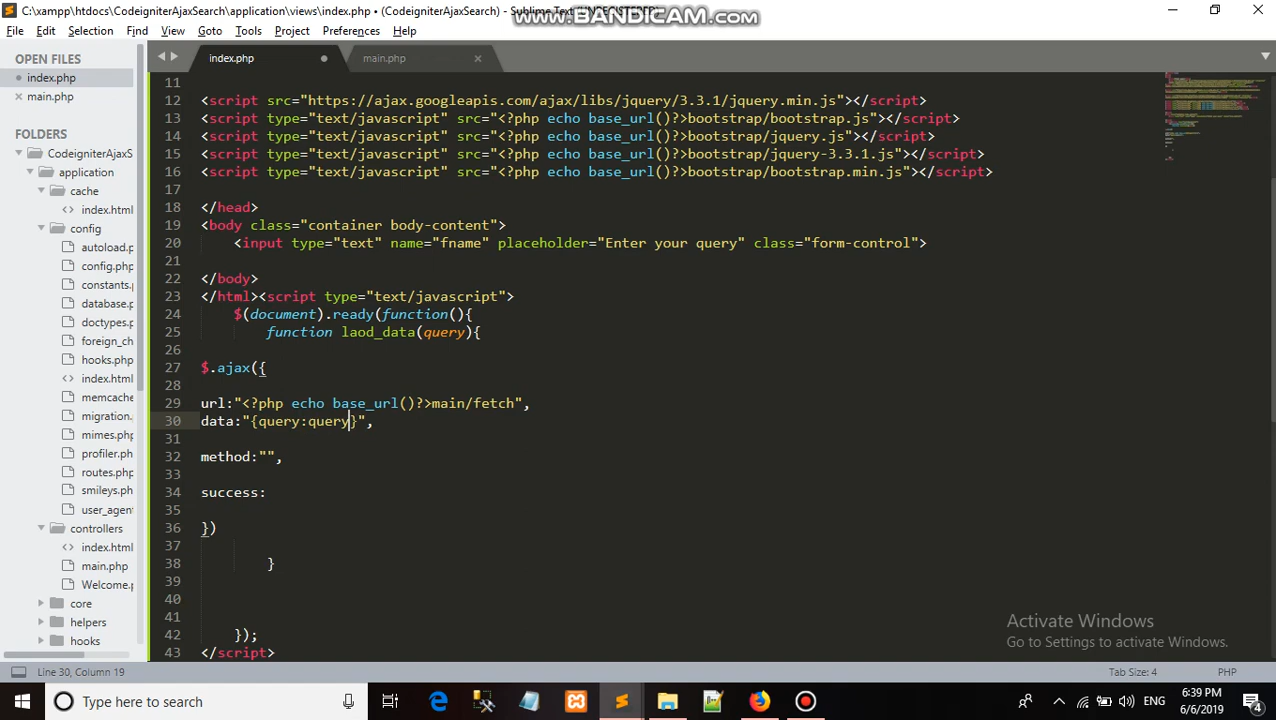 C:\xampp\htdocs\CodeigniterAjaxSearch\application\views\index.php • (CodeigniterAjaxSearch) - Sublime Text (UNREGISTERED)
www.BANDICAM.com
File Edit Selection Find View Goto Tools Project Preferences Help
OPEN FILES
index.php
main.php
FOLDERS
CodeigniterAjaxS
application
cache
index.html
config
autoload.p
config.php
constants.
database.p
doctypes.p
foreign_ch
hooks.php
index.html
memcache
migration.
mimes.php
profiler.ph
routes.php
smileys.ph
user_agen
controllers
index.html
main.php
Welcome.p
core
helpers
hooks
index.php main.php
11
12 <script src="https://ajax.googleapis.com/ajax/libs/jquery/3.3.1/jquery.min.js"></script>
13 <script type="text/javascript" src="<?php echo base_url()?>bootstrap/bootstrap.js"></script>
14 <script type="text/javascript" src="<?php echo base_url()?>bootstrap/jquery.js"></script>
15 <script type="text/javascript" src="<?php echo base_url()?>bootstrap/jquery-3.3.1.js"></script>
16 <script type="text/javascript" src="<?php echo base_url()?>bootstrap/bootstrap.min.js"></script>
17
18 </head>
19 <body class="container body-content">
20 <input type="text" name="fname" placeholder="Enter your query" class="form-control">
21
22 </body>
23 </html><script type="text/javascript">
24 $(document).ready(function(){
25 function laod_data(query){
26
27 $.ajax({
28
29 url:"<?php echo base_url()?>main/fetch",
30 data:"{query:query}",
31
32 method:"",
33
34 success:
35
36 })
37
38 }
39
40
41
42 });
43 </script>
Activate Windows
Go to Settings to activate Windows.
Line 30, Column 19 Tab Size: 4 PHP
Type here to search
ENG
6:39 PM
6/6/2019
4